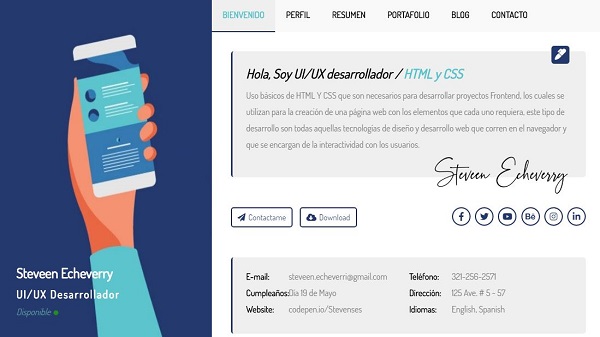 BIENVENIDO PERFIL RESUMEN PORTAFOLIO BLOG CONTACTO
Hola, Soy UI/UX desarrollador / HTML y CSS
Uso básicos de HTML Y CSS que son necesarios para desarrollar proyectos Frontend, los cuales se
utilizan para la creación de una página web con los elementos que cada uno requiera, este tipo de
desarrollo son todas aquellas tecnologías de diseño y desarrollo web que corren en el navegador y
que se encargan de la interactividad con los usuarios.
Steveen Echeverry
Contactame Download
Bē
Steveen Echeverry
UI/UX Desarrollador
Disponible
E-mail: steveen.echeverri@gmail.com Teléfono: 321-256-2571
Cumpleaños: Día 19 de Mayo Dirección: 125 Ave. # 5 - 57
Website: codepen.io/Stevenses Idiomas: English, Spanish